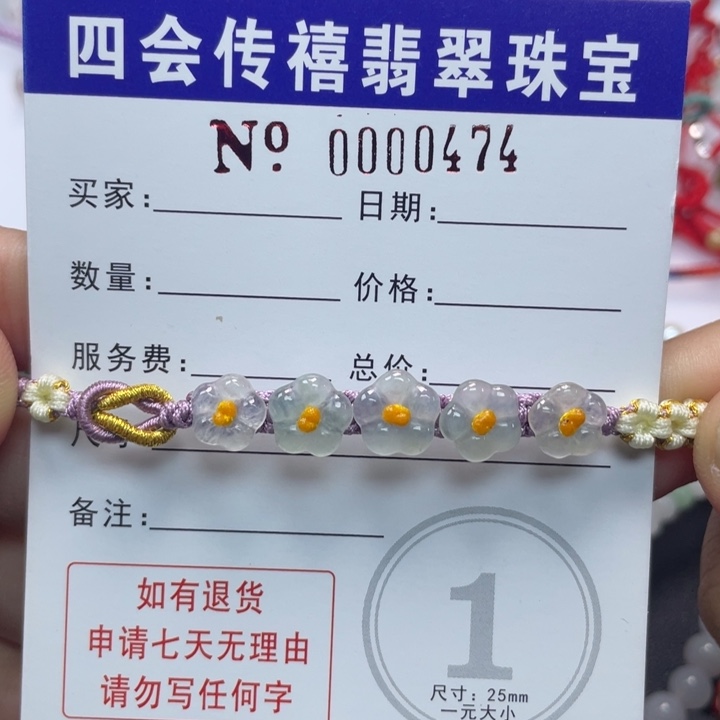 四会传禧翡翠珠宝
Nº 0000474
买家: 日期:
数量: 价格:
服务费: 总价:
备注:
如有退货
申请七天无理由
请勿写任何字
1
尺寸: 25mm
一元大小